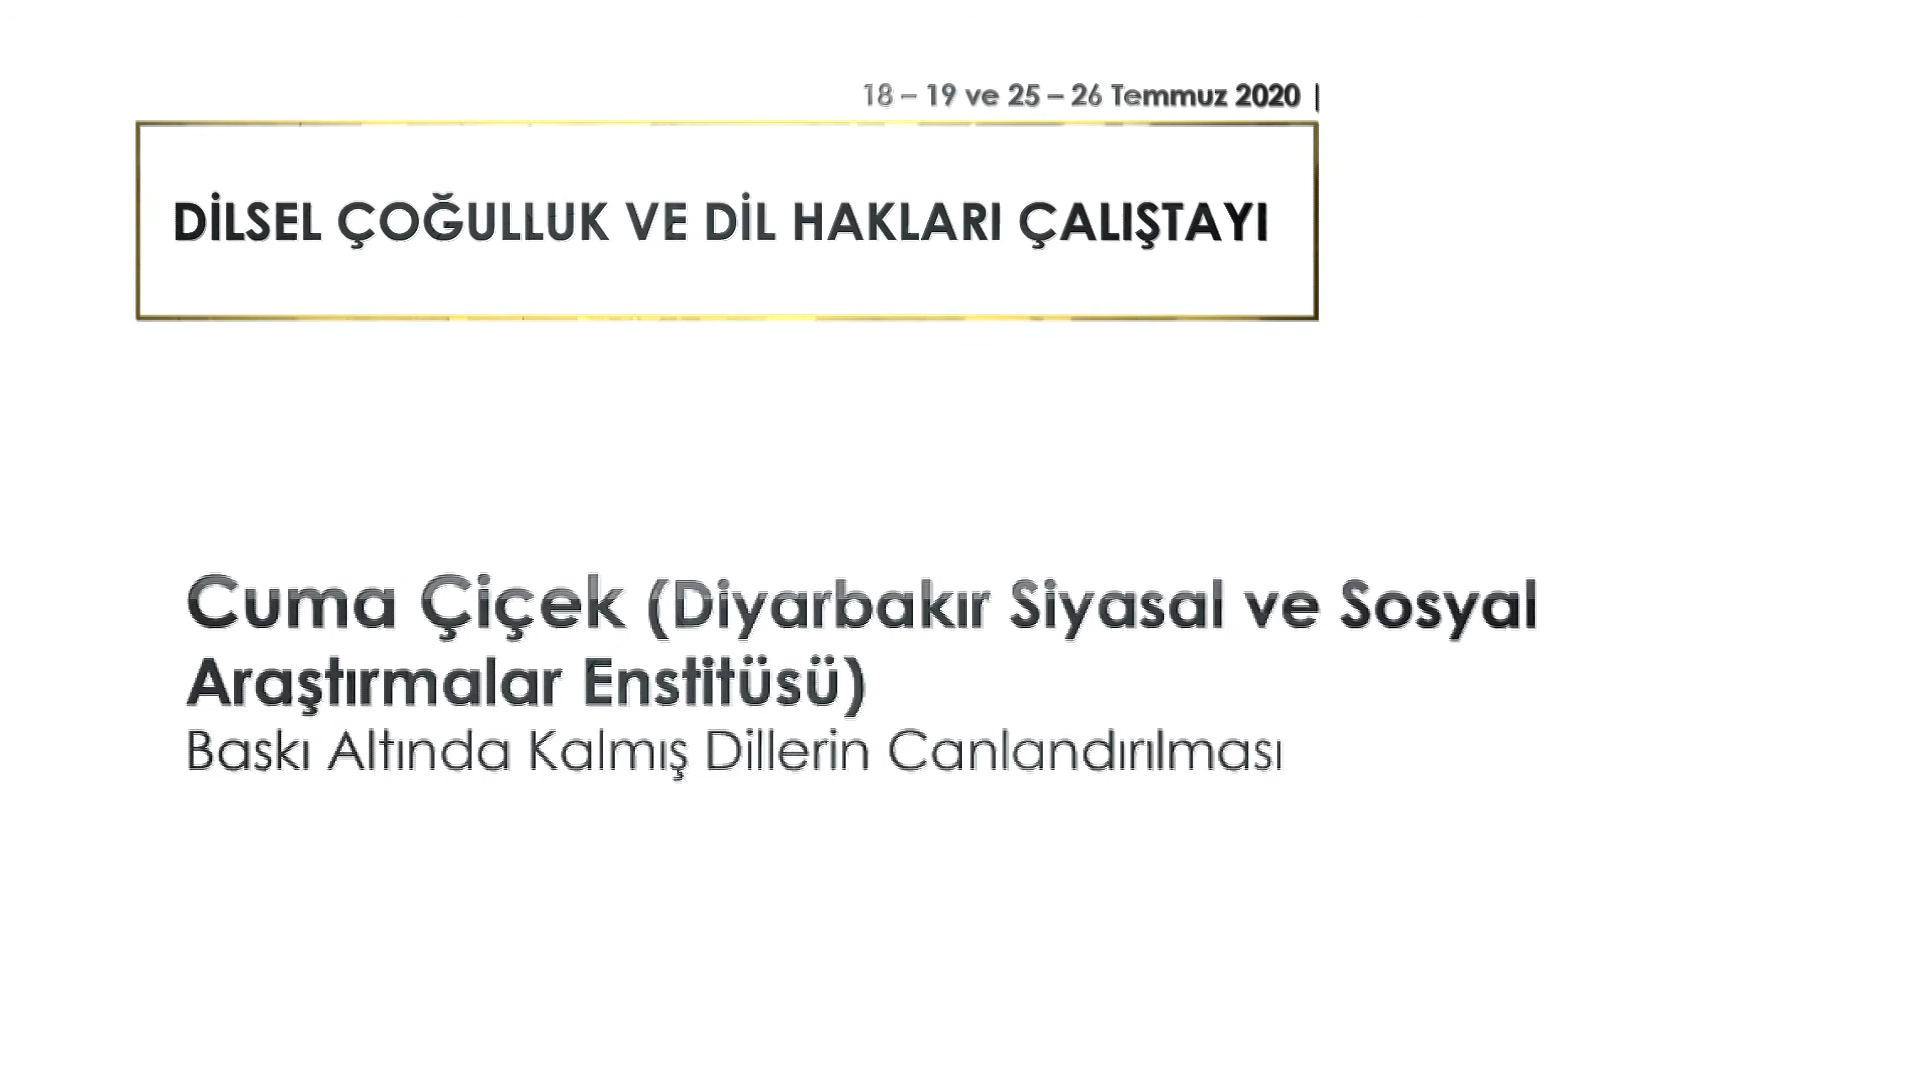 18 – 19 ve 25 – 26 Temmuz 2020 |
DİLSEL ÇOĞULLUK VE DİL HAKLARI ÇALIŞTAYI
Cuma Çiçek (Diyarbakır Siyasal ve Sosyal
Araştırmalar Enstitüsü)
Baskı Altında Kalmış Dillerin Canlandırılması